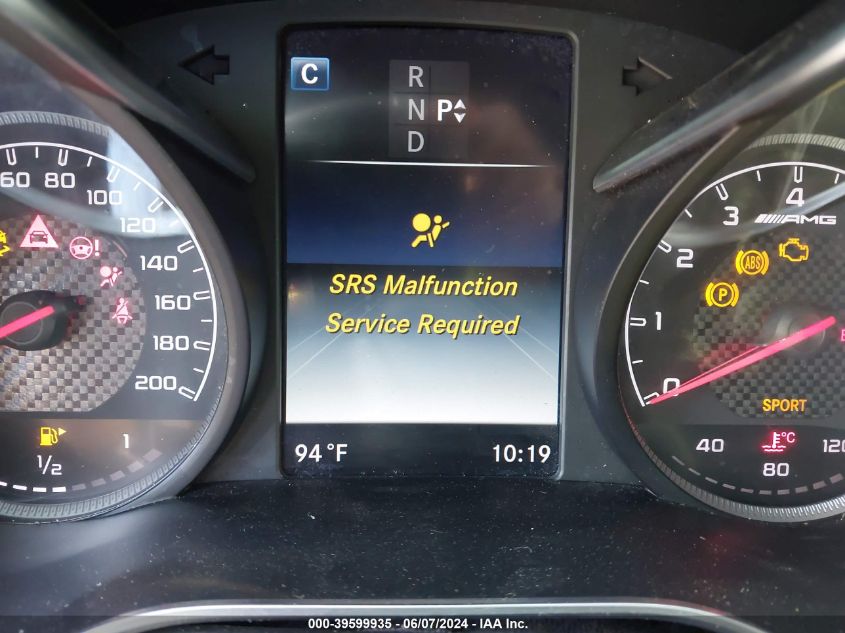 C
R
N P
D
60 80 100 120 140 160 180 200
!
1/2 1
SRS Malfunction
Service Required
94 °F 10:19
0 1 2 3 4
AMG
ABS
P
SPORT
°C
40 80 120
000-39599935 - 06/07/2024 - IAA Inc.